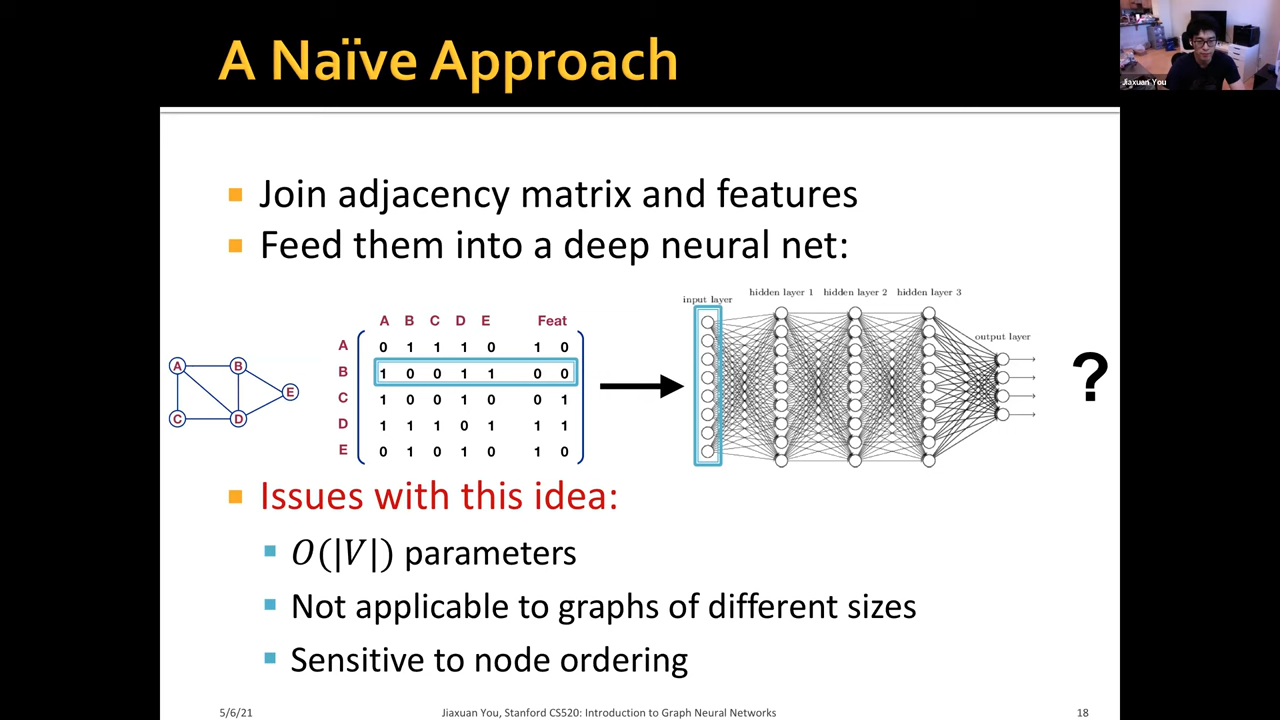 A Naïve Approach
Jiaxuan You
Join adjacency matrix and features
Feed them into a deep neural net:
A B C D E Feat
A 0 1 1 1 0 1 0
B 1 0 0 1 1 0 0
C 1 0 0 1 0 0 1
D 1 1 1 0 1 1 1
E 0 1 0 1 0 1 0
A B
E
C D
input layer
hidden layer 1 hidden layer 2 hidden layer 3
output layer
?
Issues with this idea:
O(|V|) parameters
Not applicable to graphs of different sizes
Sensitive to node ordering
5/6/21 Jiaxuan You, Stanford CS520: Introduction to Graph Neural Networks 18